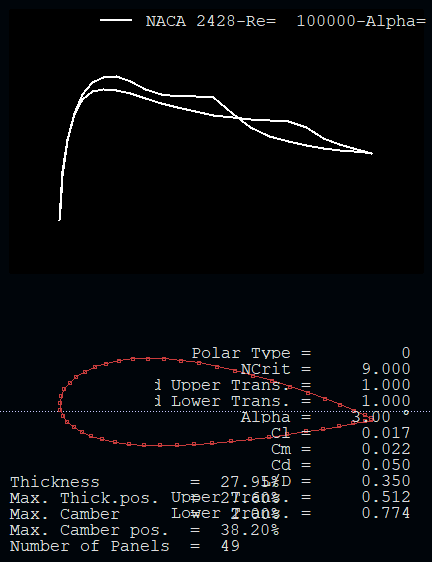 NACA 2428-Re= 100000-Alpha=
Polar Type = 0
NCrit = 9.000
i Upper Trans. = 1.000
i Lower Trans. = 1.000
Alpha = 3.00 °
Cl = 0.017
Cm = 0.022
Cd = 0.050
L/D = 0.350
Upper Trans. = 0.512
Lower Trans. = 0.774
Thickness = 27.95%
Max. Thick.pos. = 27.60%
Max. Camber = 2.00%
Max. Camber pos. = 38.20%
Number of Panels = 49